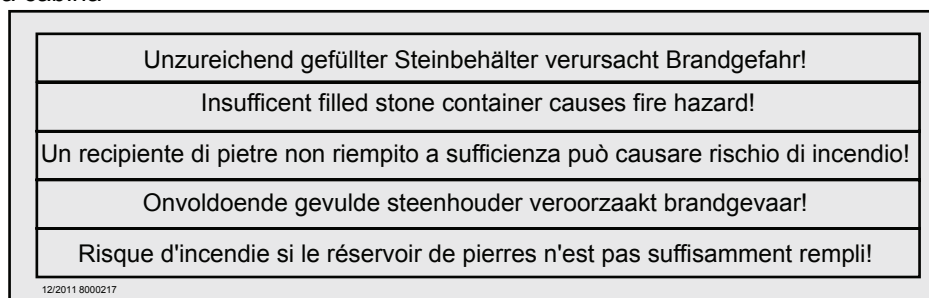 a cabina
Unzureichend gefüllter Steinbehälter verursacht Brandgefahr!
Insufficent filled stone container causes fire hazard!
Un recipiente di pietre non riempito a sufficienza può causare rischio di incendio!
Onvoldoende gevulde steenhouder veroorzaakt brandgevaar!
Risque d'incendie si le réservoir de pierres n'est pas suffisamment rempli!
12/2011 8000217